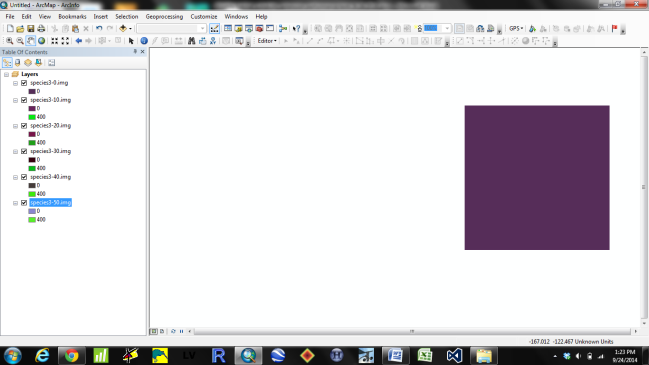 Untitled - ArcMap - ArcInfo
File Edit View Bookmarks Insert Selection Geoprocessing Customize Windows Help
GPS
Editor
Table Of Contents
Layers
species3-0.img
0
species3-10.img
0
400
species3-20.img
0
400
species3-30.img
0
400
species3-40.img
0
400
species3-50.img
0
400
-167.012 -122.467 Unknown Units
LV
R
1:23 PM
9/24/2014